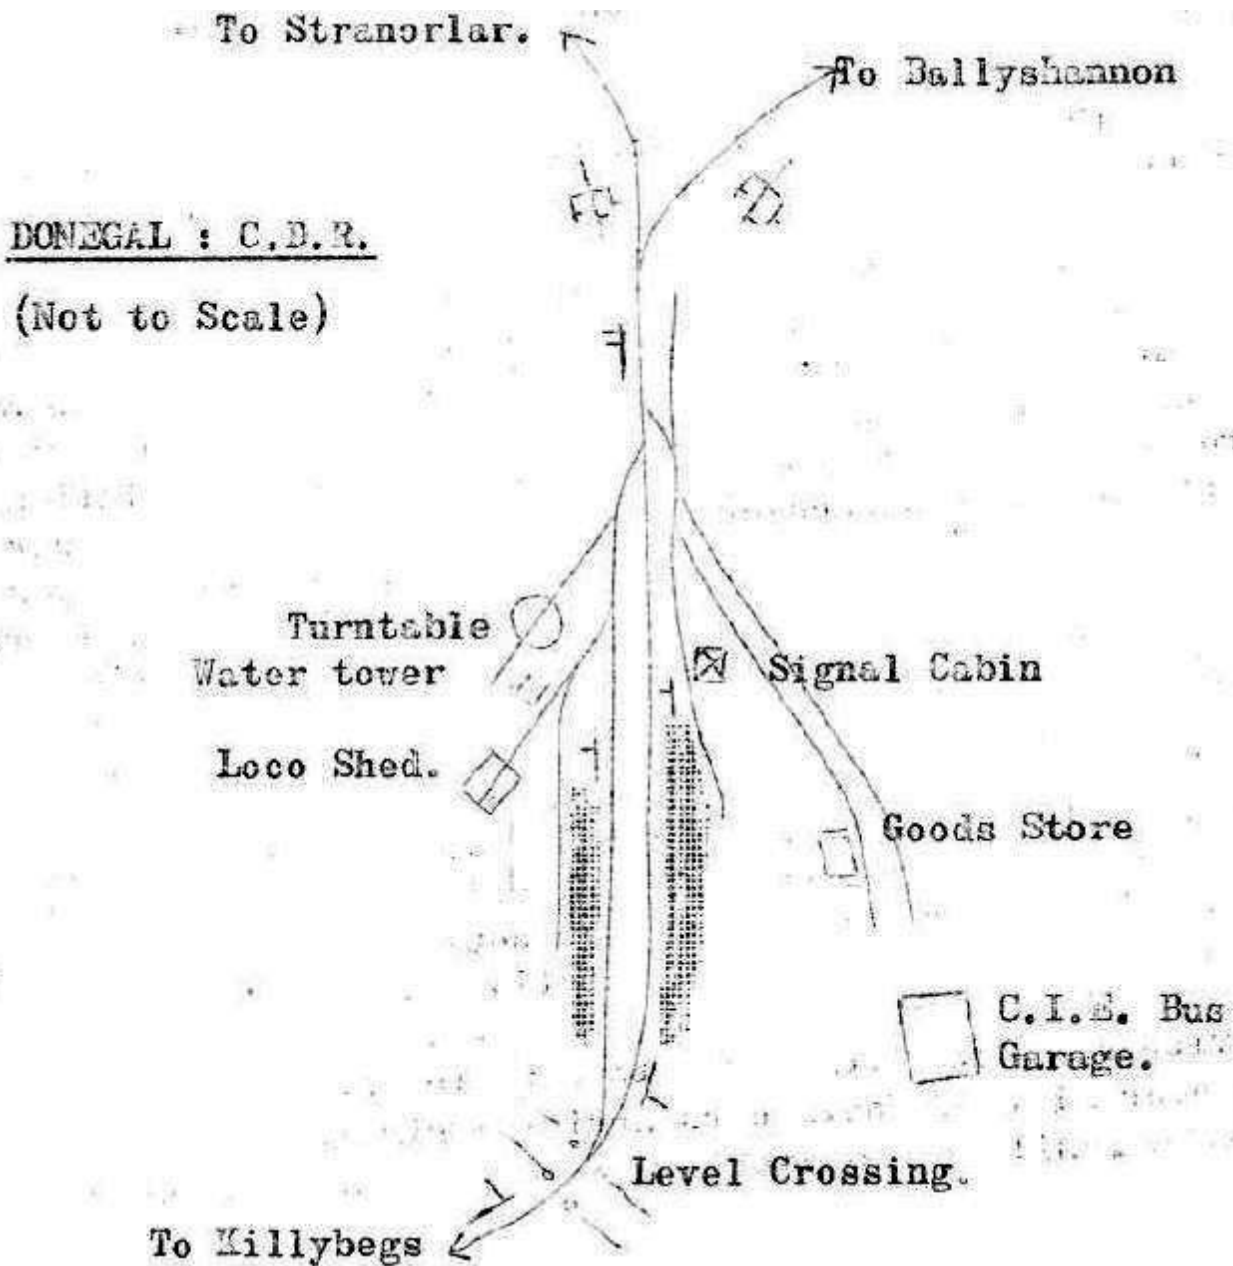 To Stranorlar.
To Ballyshannon
DONEGAL : C.D.R.
(Not to Scale)
Turntable
Water tower
Signal Cabin
Loco Shed.
Goods Store
C.I.E. Bus
Garage.
Level Crossing.
To Killybegs